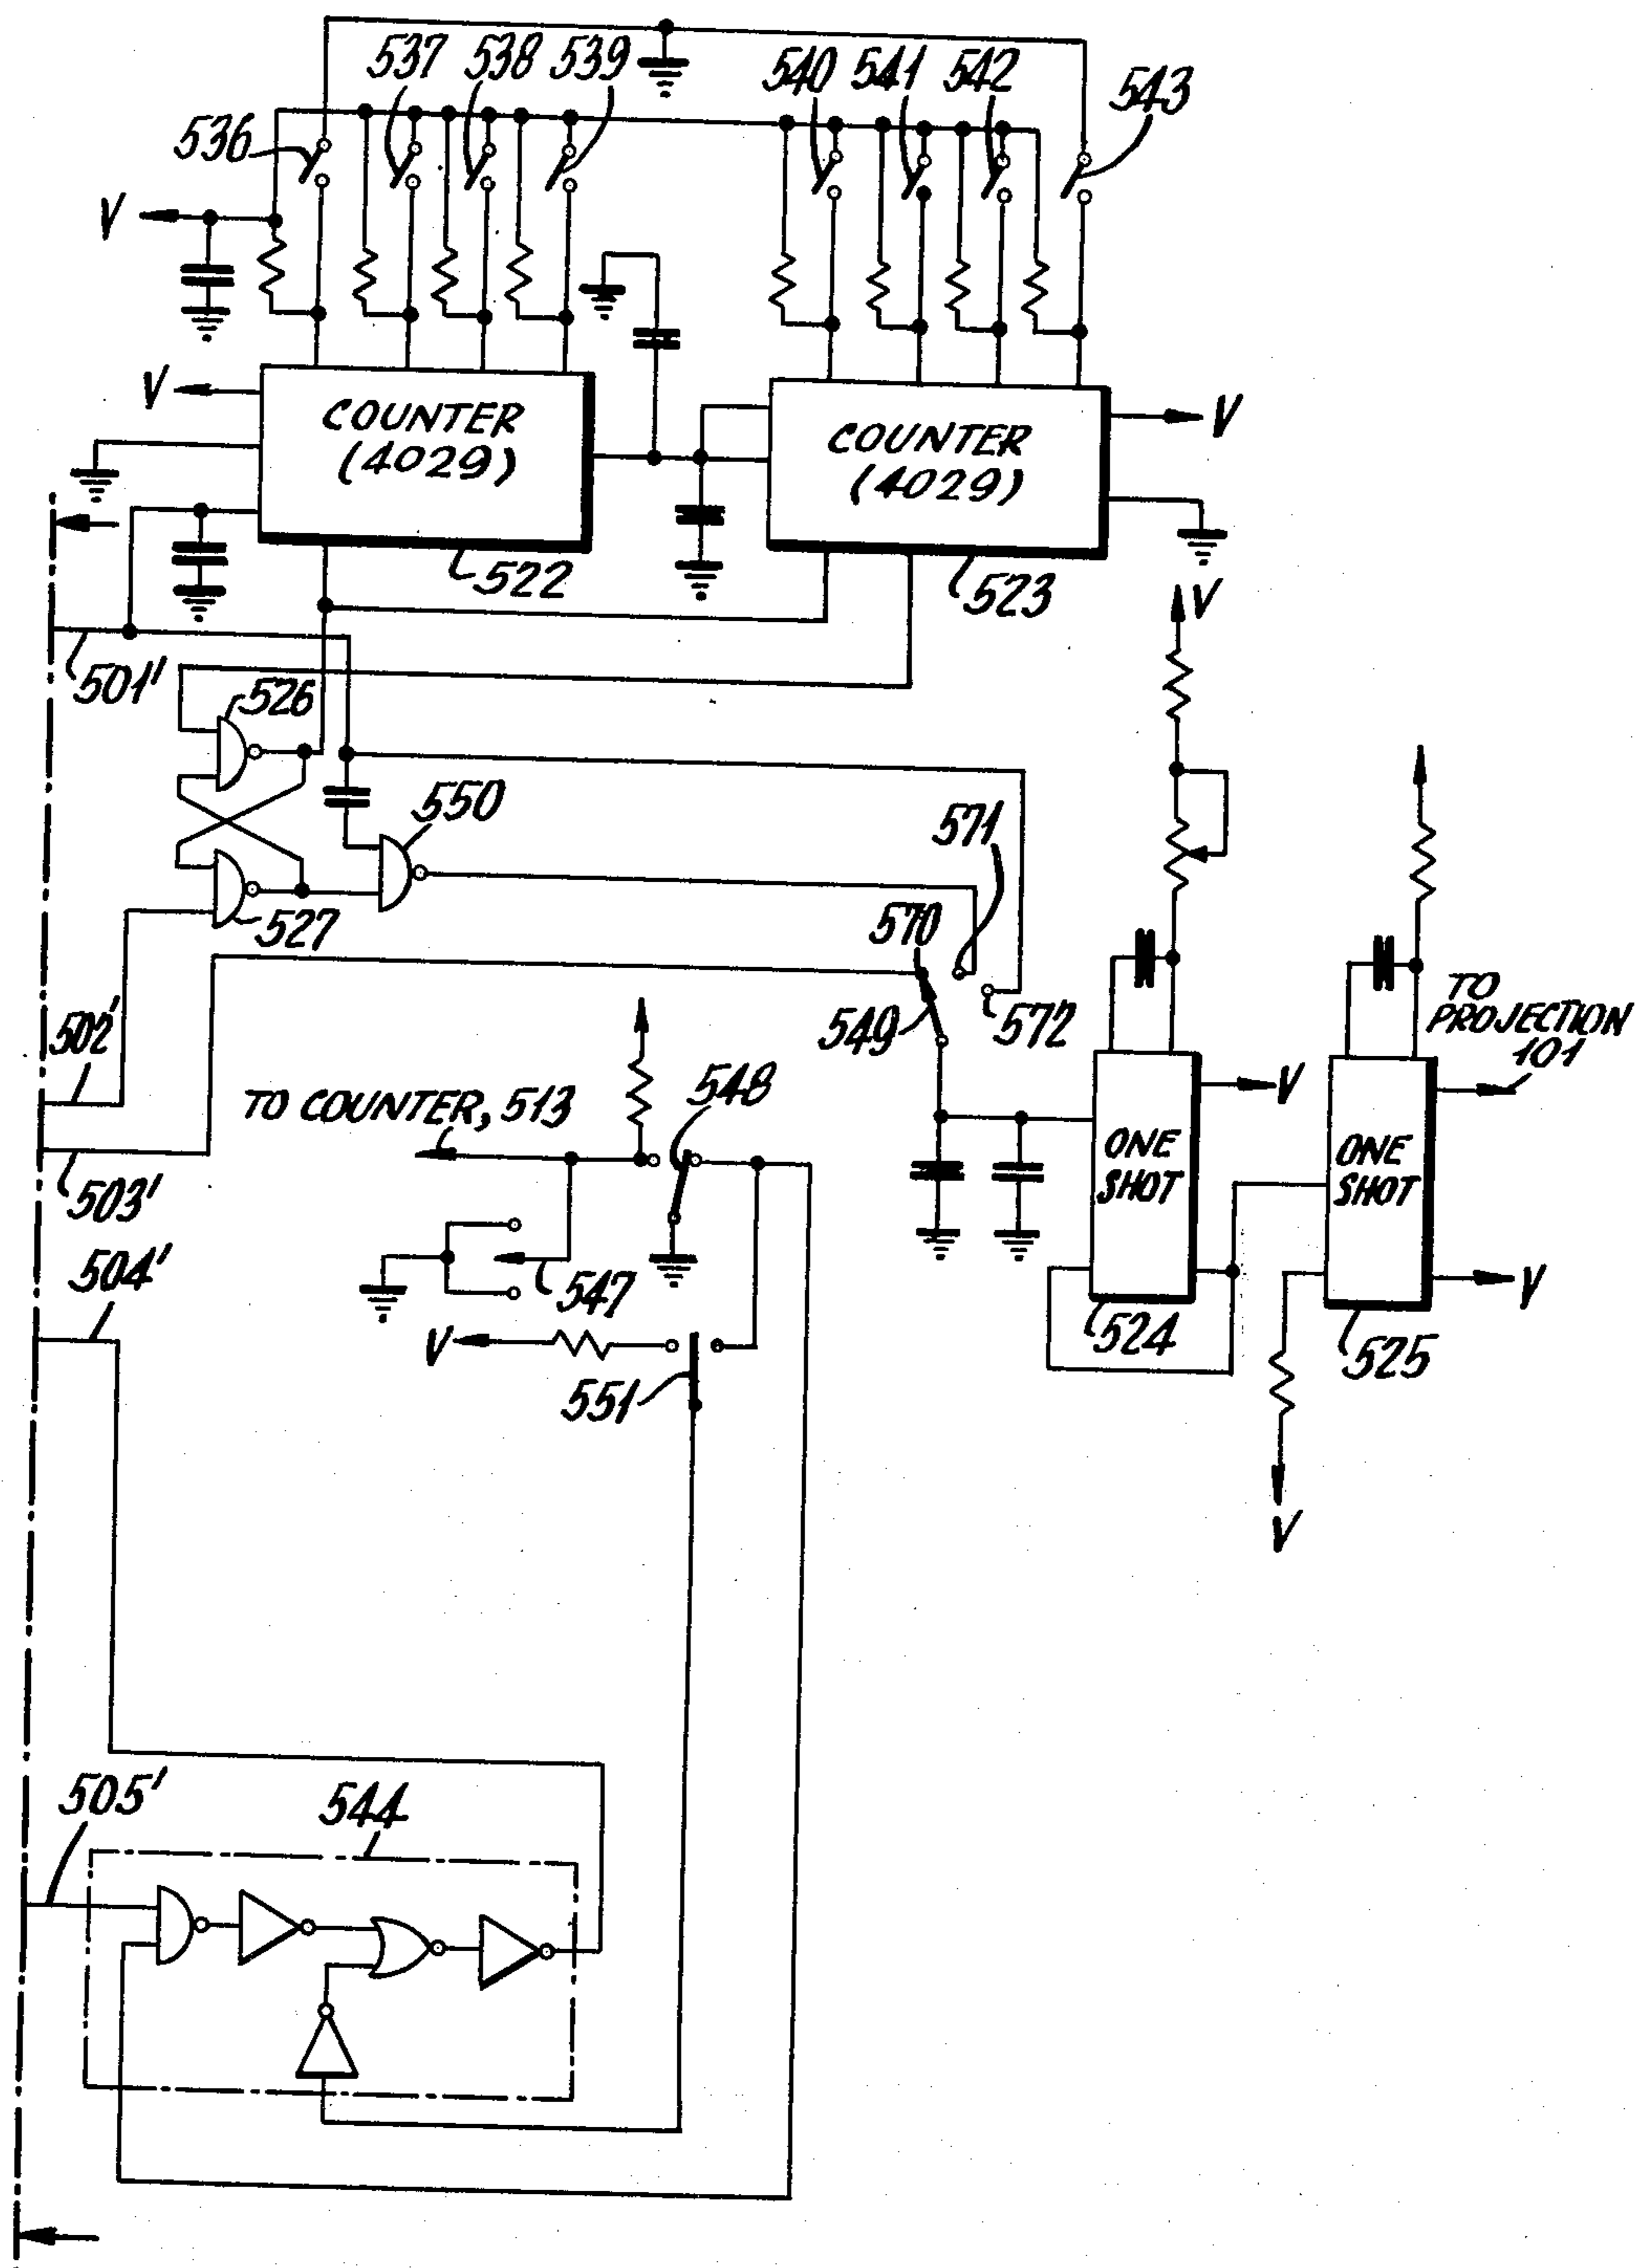 537 538 539
540 541 542
543
536
V
V
COUNTER
(4029)
COUNTER
(4029)
V
522
523
V
501'
526
550
571
527
570
549
572
502'
TO
PROJECTION
101
548
TO COUNTER, 513
V
ONE
SHOT
ONE
SHOT
503'
504'
547
V
V
524
525
551
V
505'
544